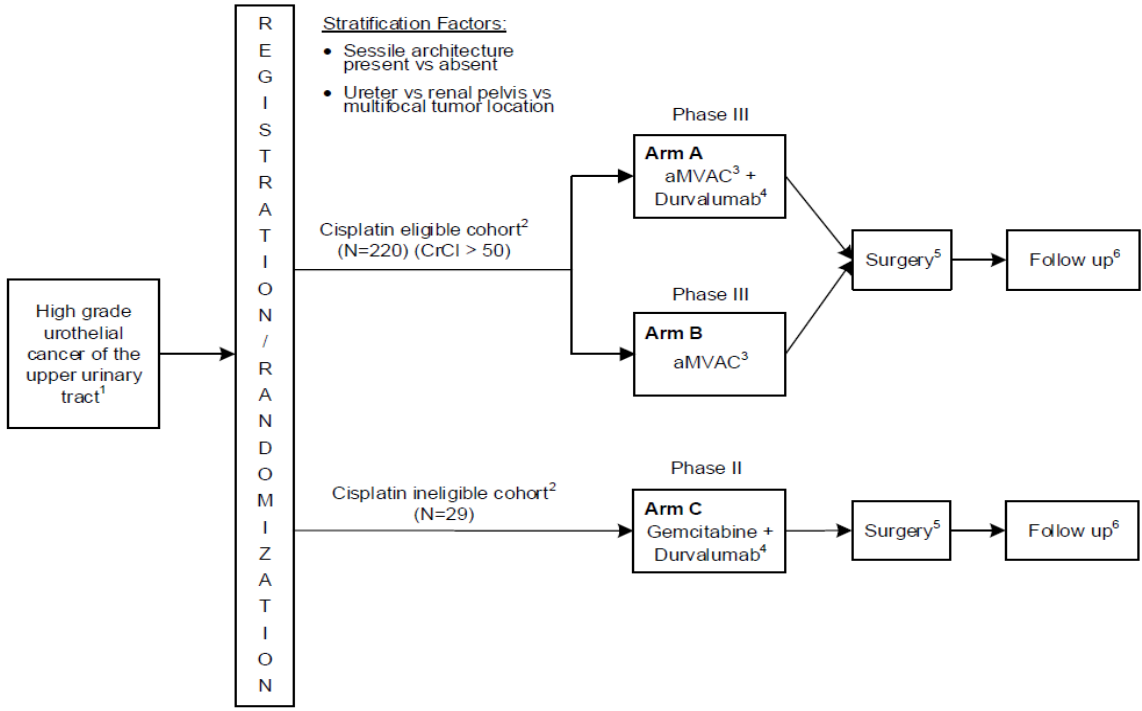 High grade
urothelial
cancer of the
upper urinary
tract¹
R
E
G
I
S
T
R
A
T
I
O
N
/
R
A
N
D
O
M
I
Z
A
T
I
O
N
Stratification Factors:
• Sessile architecture
present vs absent
• Ureter vs renal pelvis vs
multifocal tumor location
Cisplatin eligible cohort²
(N=220) (CrCl > 50)
Phase III
Arm A
aMVAC³ +
Durvalumab⁴
Phase III
Arm B
aMVAC³
Surgery⁵
Follow up⁶
Cisplatin ineligible cohort²
(N=29)
Phase II
Arm C
Gemcitabine +
Durvalumab⁴
Surgery⁵
Follow up⁶